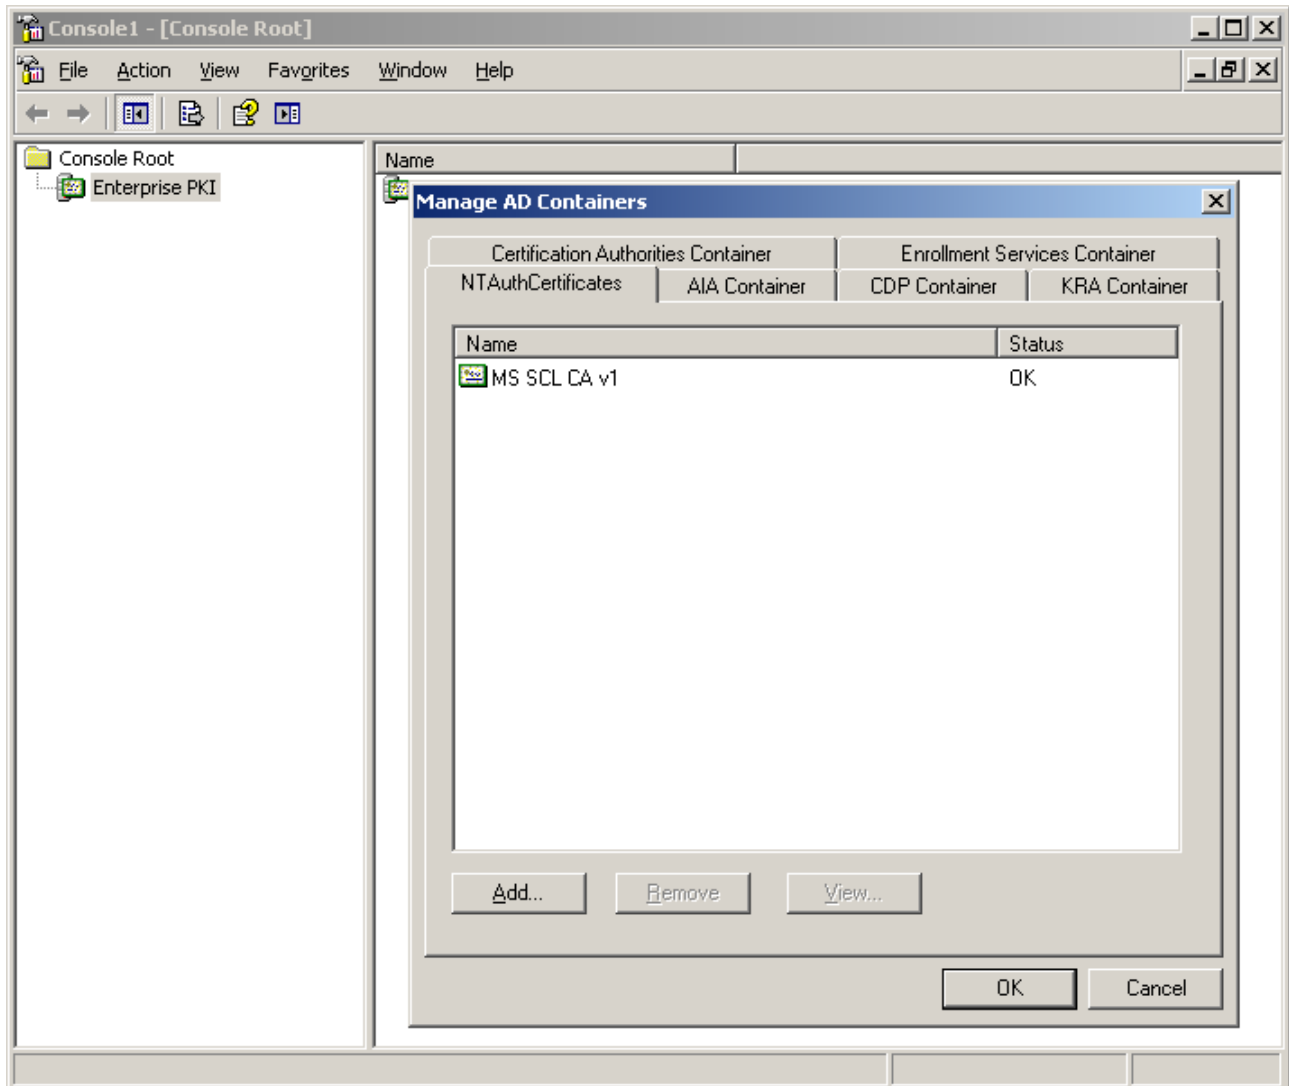 Console1 - [Console Root]
File Action View Favorites Window Help
Console Root
Enterprise PKI
Name
Manage AD Containers
Certification Authorities Container
Enrollment Services Container
NTAuthCertificates
AIA Container
CDP Container
KRA Container
Name Status
MS SCL CA v1 OK
Add... Remove View...
OK Cancel